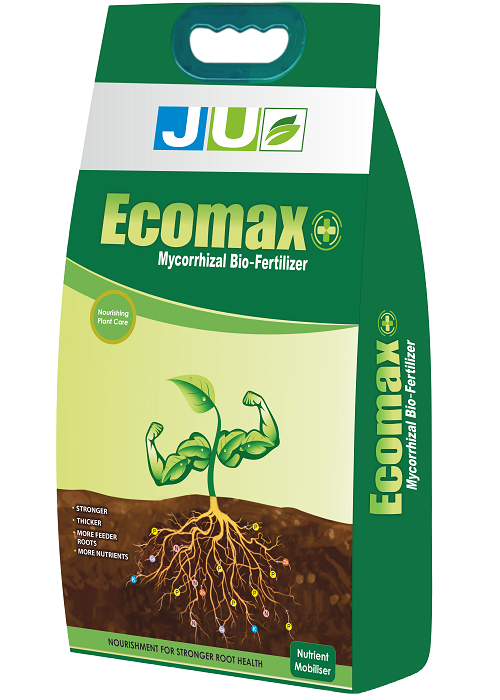 JU
Ecomax+
Mycorrhizal Bio-Fertilizer
Nourishing
Plant Care
• STRONGER
• THICKER
• MORE FEEDER
ROOTS
• MORE NUTRIENTS
NOURISHMENT FOR STRONGER ROOT HEALTH
Nutrient
Mobiliser
Ecomax+
Mycorrhizal Bio-Fertilizer